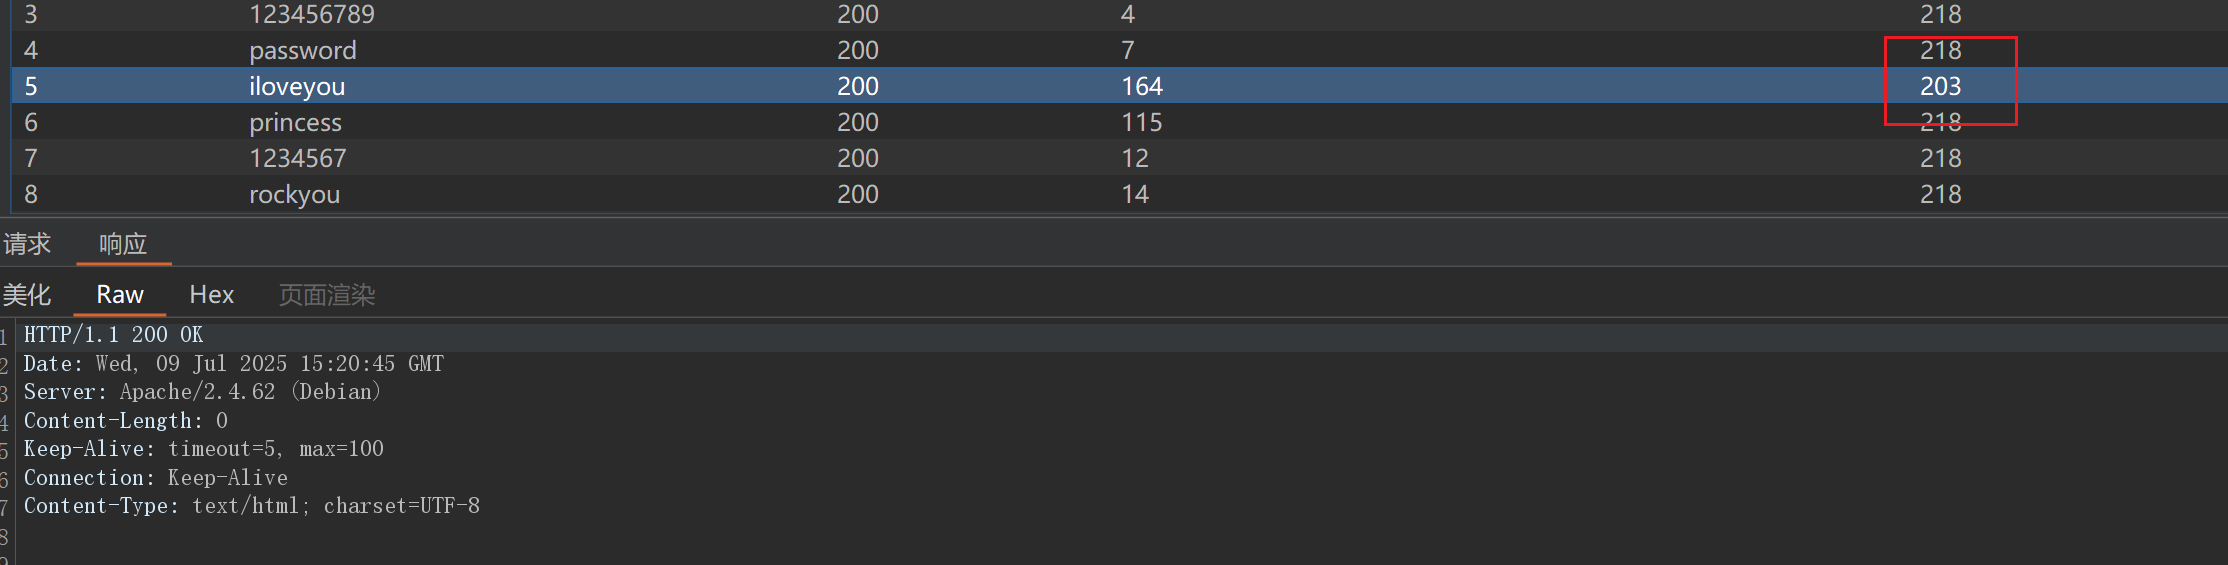 3 123456789 200 4 218
4 password 200 7 218
5 iloveyou 200 164 203
6 princess 200 115 218
7 1234567 200 12 218
8 rockyou 200 14 218
请求 响应
美化 Raw Hex 页面渲染
1 HTTP/1.1 200 OK
2 Date: Wed, 09 Jul 2025 15:20:45 GMT
3 Server: Apache/2.4.62 (Debian)
4 Content-Length: 0
5 Keep-Alive: timeout=5, max=100
6 Connection: Keep-Alive
7 Content-Type: text/html; charset=UTF-8
8
9